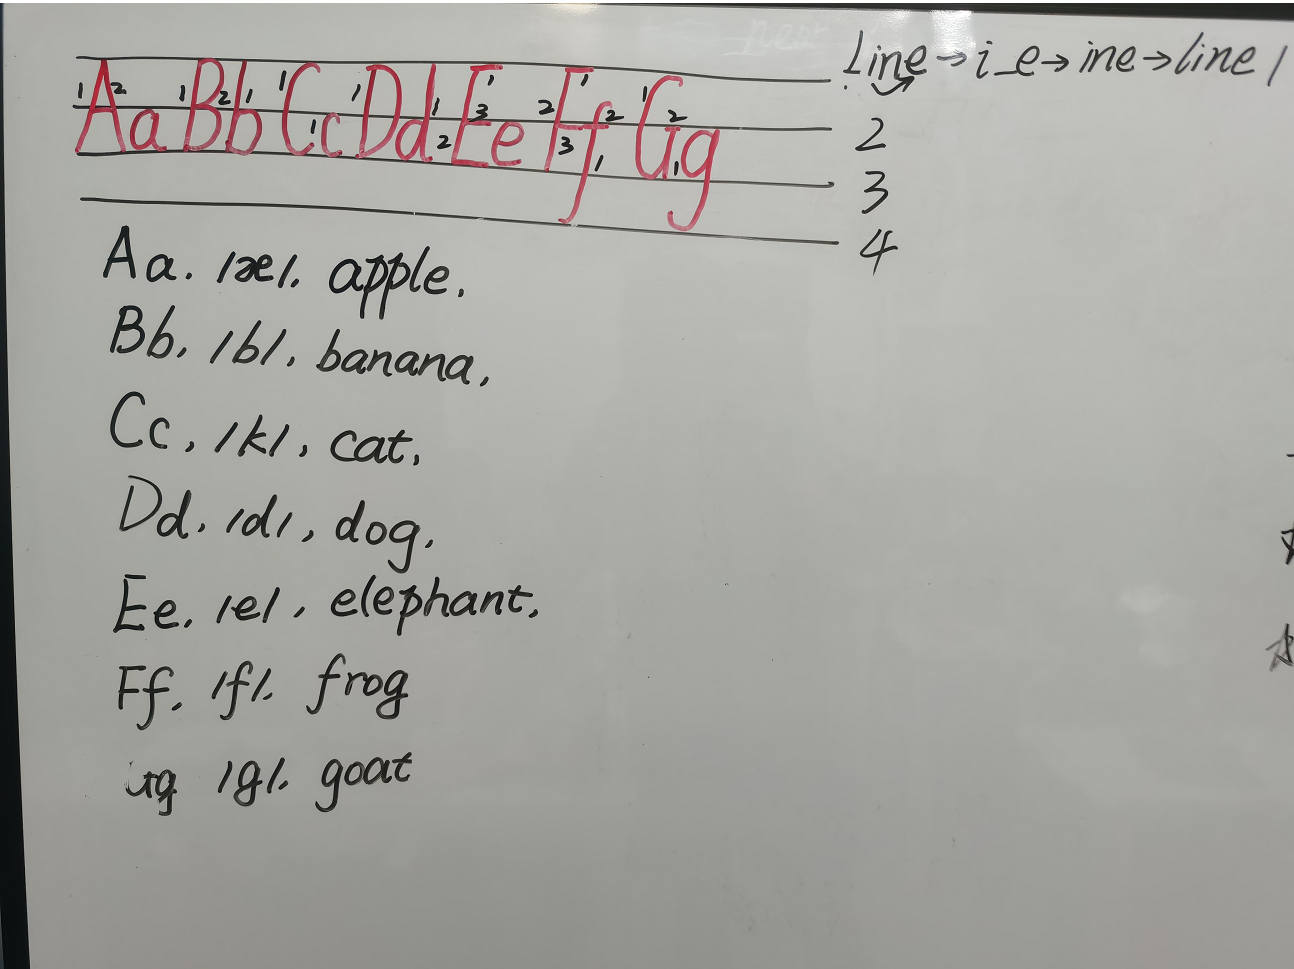 Line → i_e → ine → line 1
Aa Bb Cc Dd Ee Ff Gg
2
3
4
Aa. /æ/. apple.
Bb, /b/, banana,
Cc, /k/, cat,
Dd, /d/, dog,
Ee, /e/, elephant,
Ff, /f/, frog
Gg /g/, goat